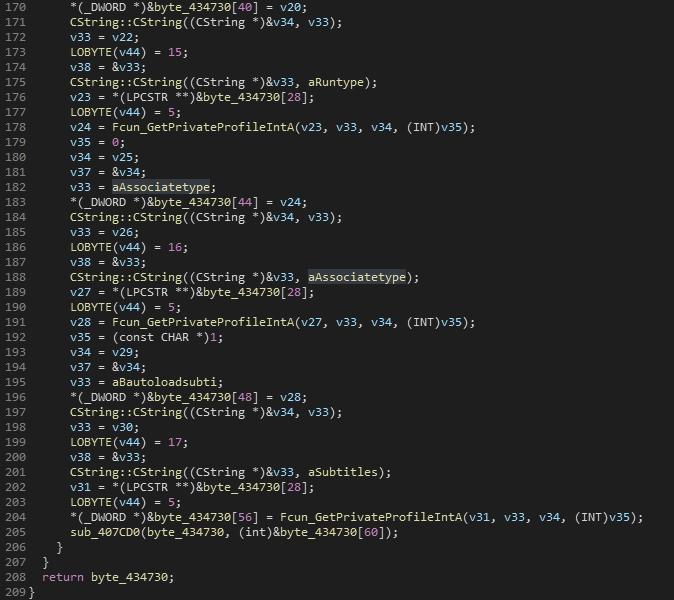 170 *(_DWORD *)&byte_434730[40] = v20;
171 CString::CString((CString *)&v34, v33);
172 v33 = v22;
173 LOBYTE(v44) = 15;
174 v38 = &v33;
175 CString::CString((CString *)&v33, aRuntype);
176 v23 = *(LPCSTR **)&byte_434730[28];
177 LOBYTE(v44) = 5;
178 v24 = Fcun_GetPrivateProfileIntA(v23, v33, v34, (INT)v35);
179 v35 = 0;
180 v34 = v25;
181 v37 = &v34;
182 v33 = aAssociatetype;
183 *(_DWORD *)&byte_434730[44] = v24;
184 CString::CString((CString *)&v34, v33);
185 v33 = v26;
186 LOBYTE(v44) = 16;
187 v38 = &v33;
188 CString::CString((CString *)&v33, aAssociatetype);
189 v27 = *(LPCSTR **)&byte_434730[28];
190 LOBYTE(v44) = 5;
191 v28 = Fcun_GetPrivateProfileIntA(v27, v33, v34, (INT)v35);
192 v35 = (const CHAR *)1;
193 v34 = v29;
194 v37 = &v34;
195 v33 = aBautoloadsubti;
196 *(_DWORD *)&byte_434730[48] = v28;
197 CString::CString((CString *)&v34, v33);
198 v33 = v30;
199 LOBYTE(v44) = 17;
200 v38 = &v33;
201 CString::CString((CString *)&v33, aSubtitles);
202 v31 = *(LPCSTR **)&byte_434730[28];
203 LOBYTE(v44) = 5;
204 *(_DWORD *)&byte_434730[56] = Fcun_GetPrivateProfileIntA(v31, v33, v34, (INT)v35);
205 sub_407CD0(byte_434730, (int)&byte_434730[60]);
206 }
207 }
208 return byte_434730;
209 }